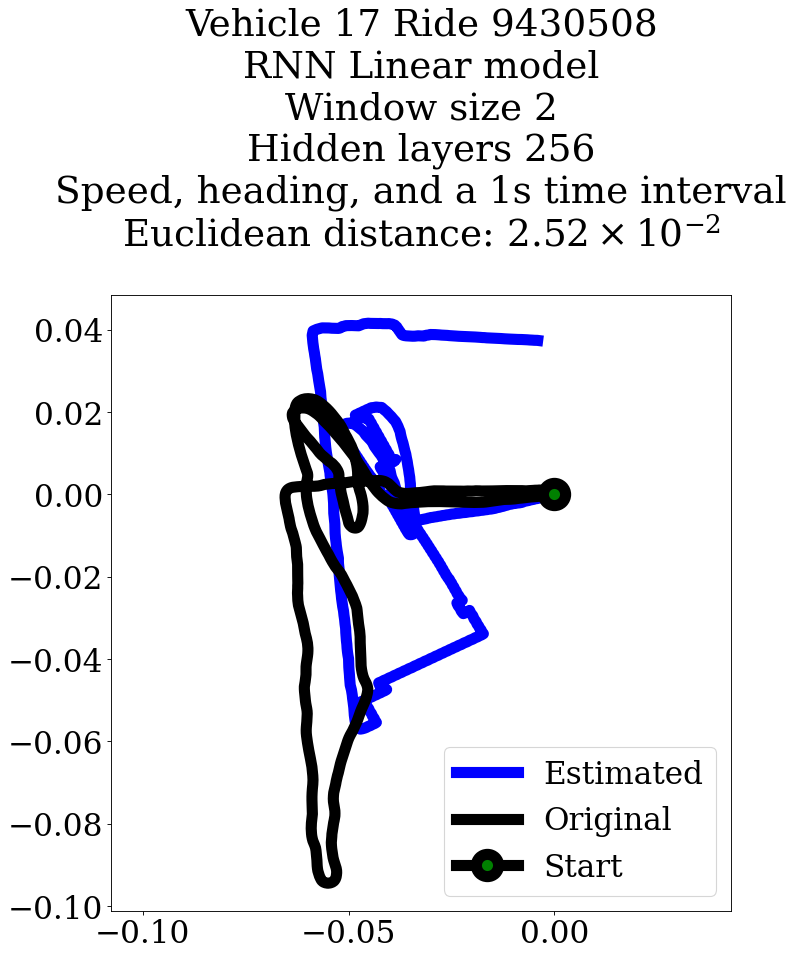 Vehicle 17 Ride 9430508
RNN Linear model
Window size 2
Hidden layers 256
Speed, heading, and a 1s time interval
Euclidean distance: 2.52 × 10⁻²
0.04
0.02
0.00
−0.02
−0.04
−0.06
−0.08
−0.10
Estimated
Original
Start
−0.10 −0.05 0.00